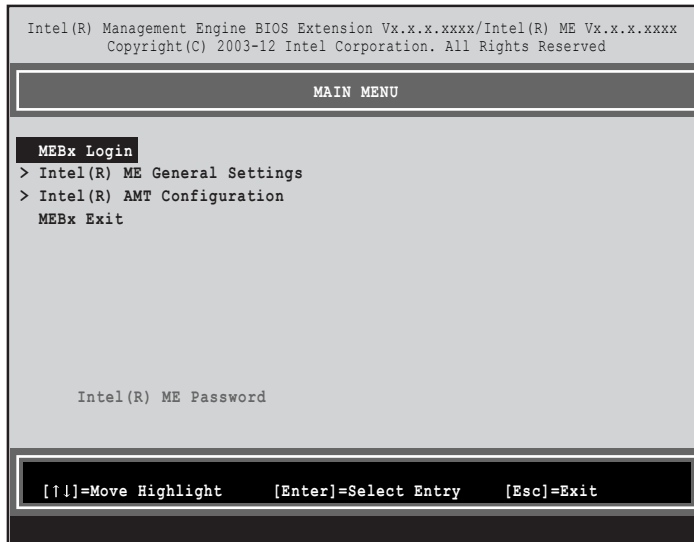 Intel(R) Management Engine BIOS Extension Vx.x.x.xxxx/Intel(R) ME Vx.x.x.xxxx
Copyright(C) 2003-12 Intel Corporation. All Rights Reserved
MAIN MENU
MEBx Login
> Intel(R) ME General Settings
> Intel(R) AMT Configuration
MEBx Exit
Intel(R) ME Password
[↑↓]=Move Highlight [Enter]=Select Entry [Esc]=Exit